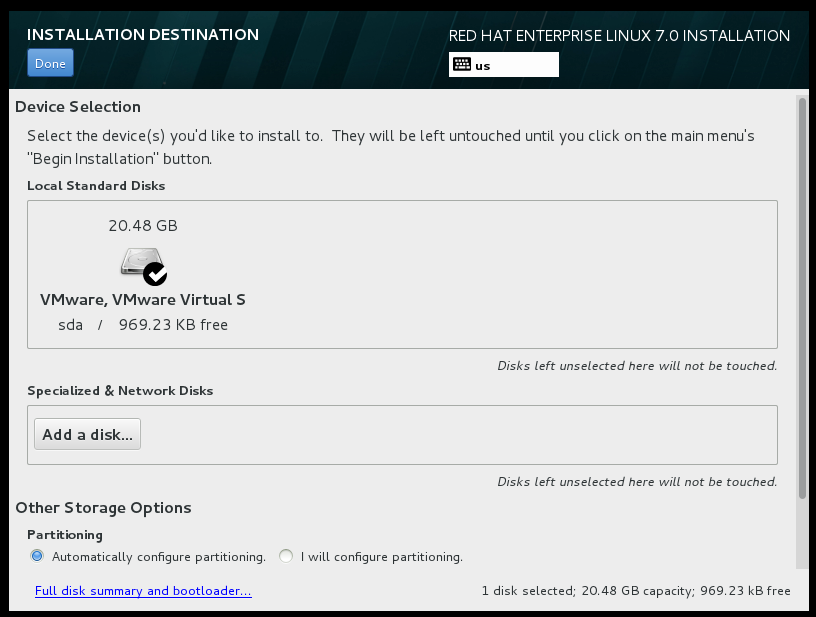 INSTALLATION DESTINATION
RED HAT ENTERPRISE LINUX 7.0 INSTALLATION
Done
us
Device Selection
Select the device(s) you'd like to install to.  They will be left untouched until you click on the main menu's
"Begin Installation" button.
Local Standard Disks
20.48 GB
VMware, VMware Virtual S
sda / 969.23 KB free
Disks left unselected here will not be touched.
Specialized & Network Disks
Add a disk...
Disks left unselected here will not be touched.
Other Storage Options
Partitioning
Automatically configure partitioning. I will configure partitioning.
Full disk summary and bootloader... 1 disk selected; 20.48 GB capacity; 969.23 kB free